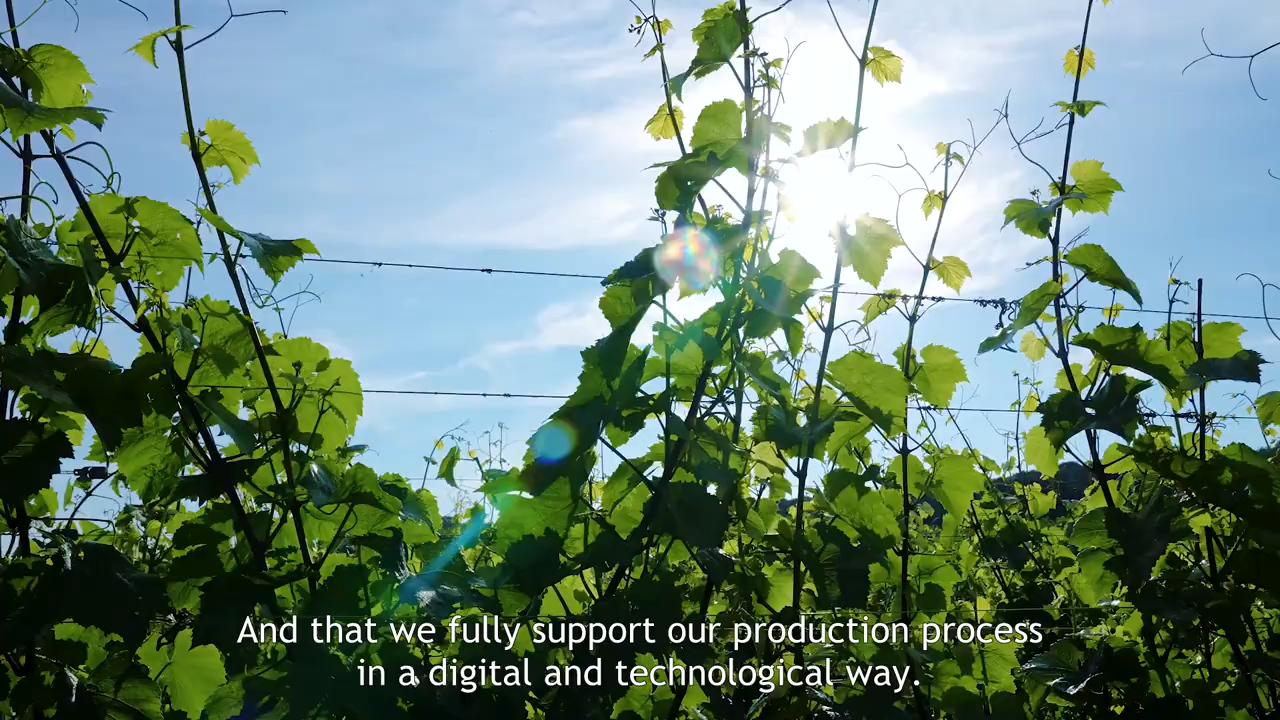 And that we fully support our production process
in a digital and technological way.